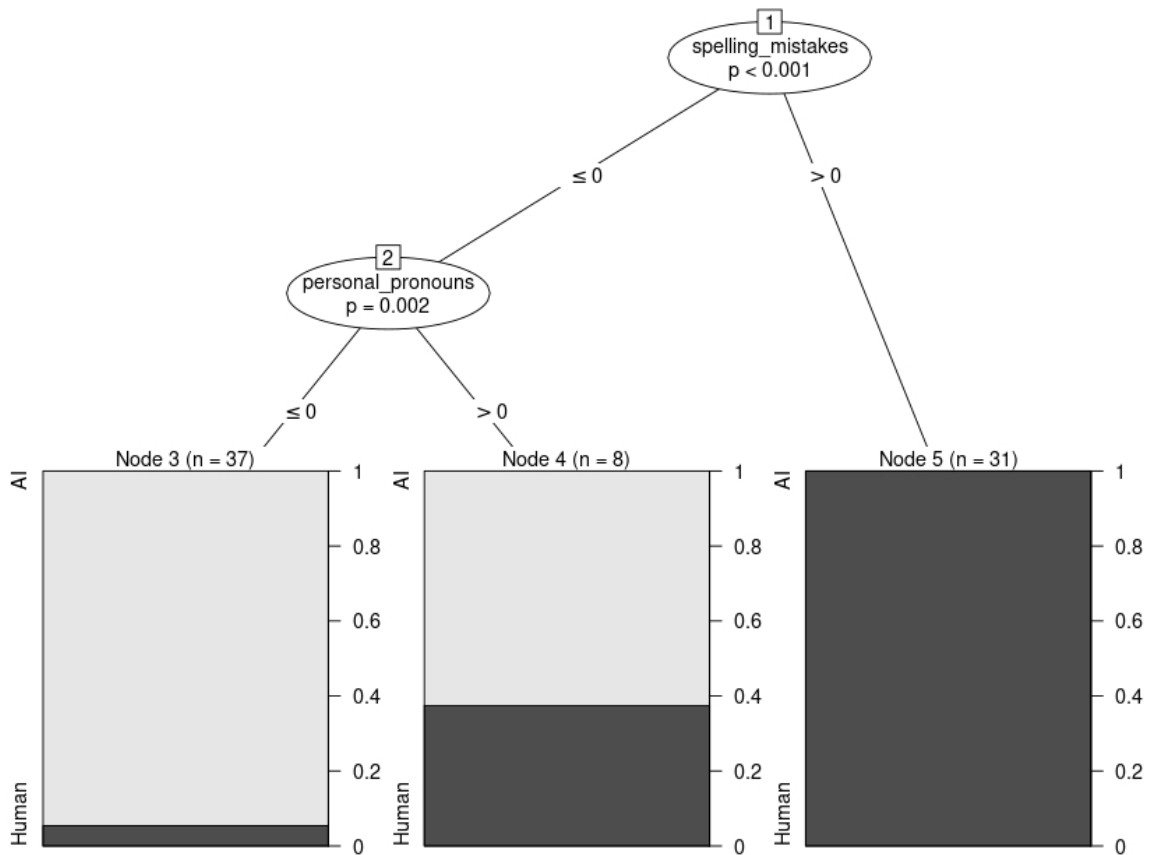 1
spelling_mistakes
p < 0.001
≤ 0
> 0
2
personal_pronouns
p = 0.002
≤ 0
> 0
Node 3 (n = 37)
AI
Human
1
0.8
0.6
0.4
0.2
0
Node 4 (n = 8)
AI
Human
1
0.8
0.6
0.4
0.2
0
Node 5 (n = 31)
AI
Human
1
0.8
0.6
0.4
0.2
0